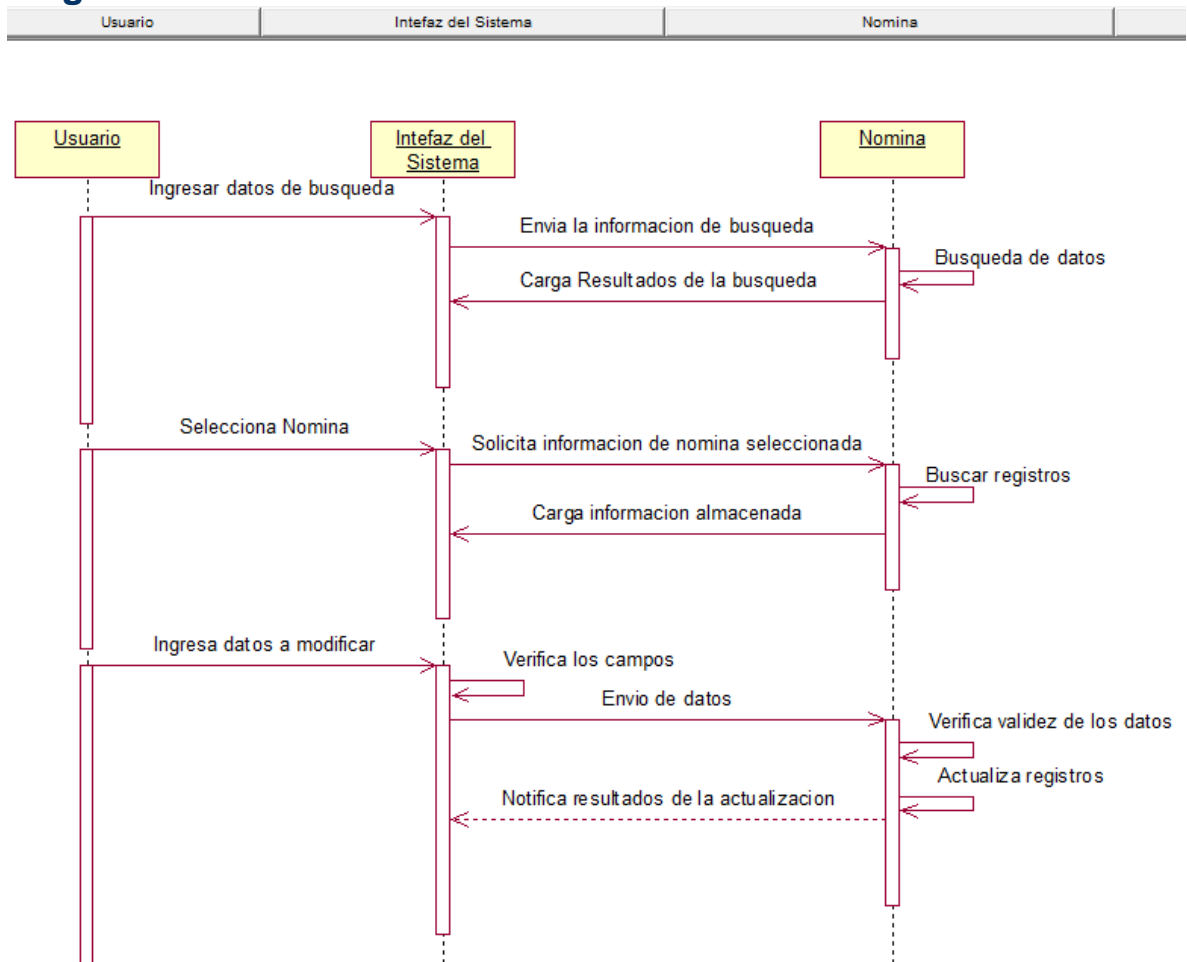 Usuario
Intefaz del Sistema
Nomina
Usuario
Intefaz del
Sistema
Nomina
Ingresar datos de busqueda
Envia la informacion de busqueda
Busqueda de datos
Carga Resultados de la busqueda
Selecciona Nomina
Solicita informacion de nomina seleccionada
Buscar registros
Carga informacion almacenada
Ingresa datos a modificar
Verifica los campos
Envio de datos
Verifica validez de los datos
Actualiza registros
Notifica resultados de la actualizacion